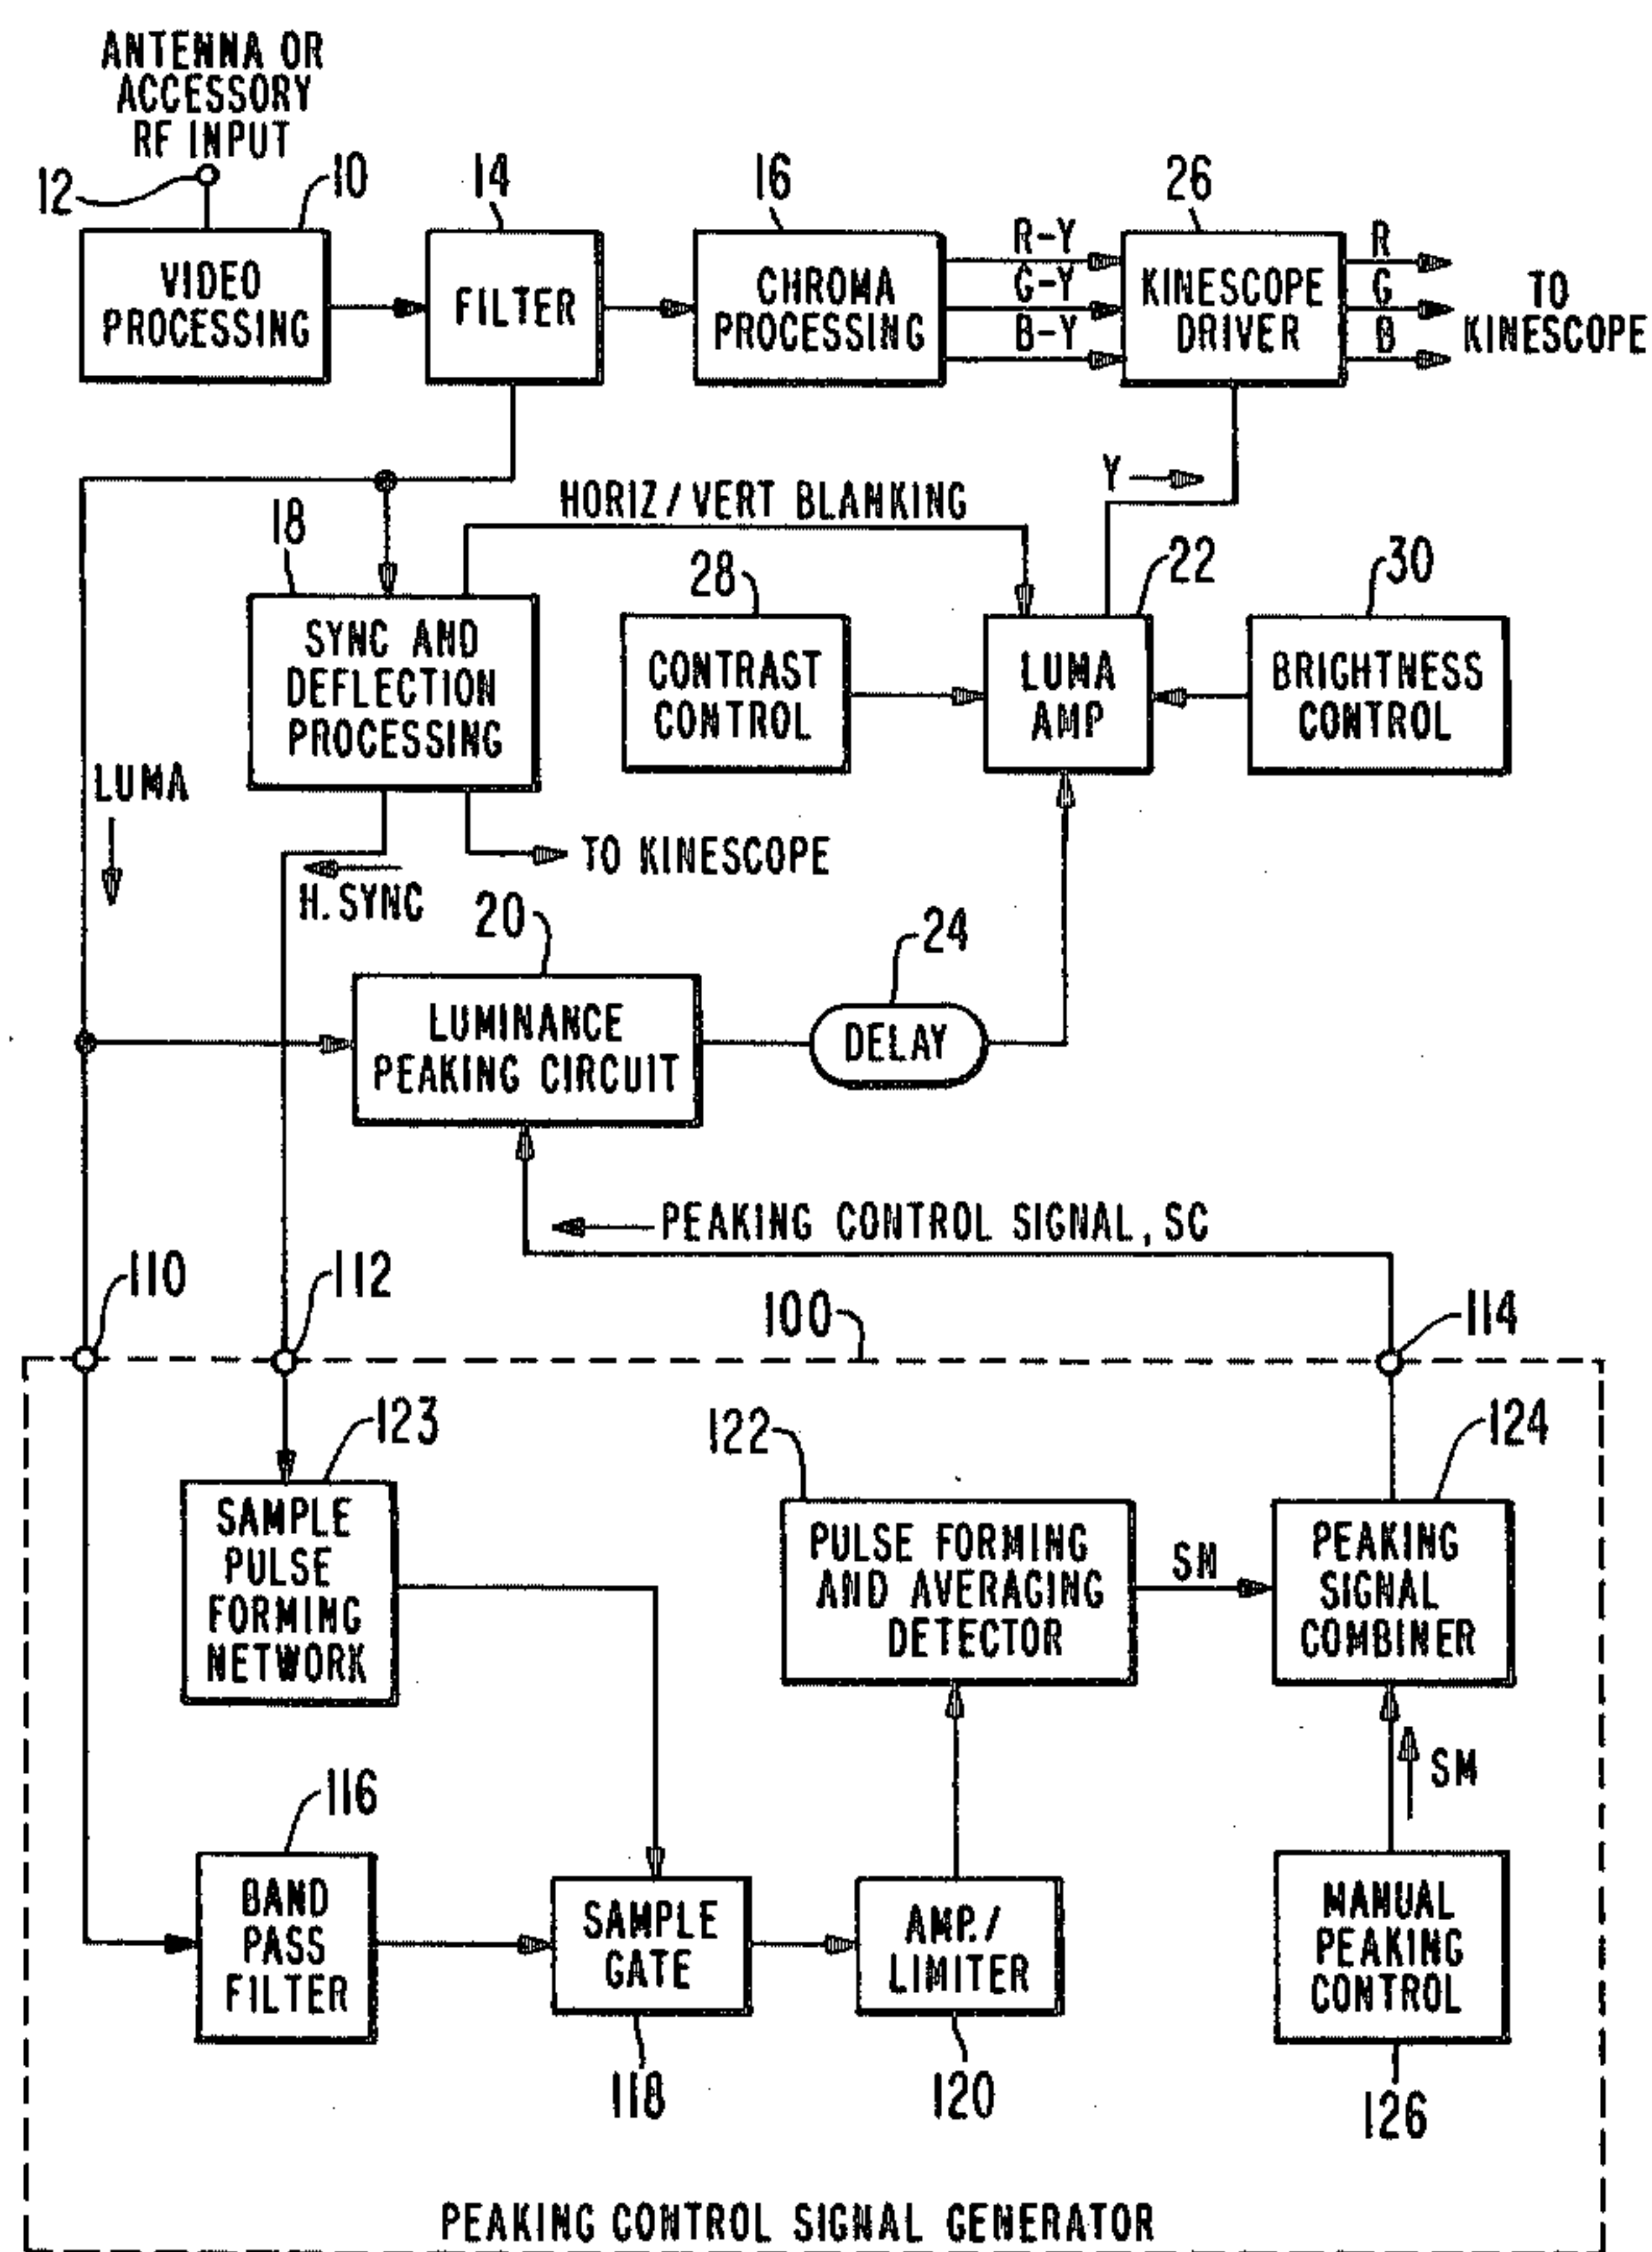 ANTENNA OR
ACCESSORY
RF INPUT
12
10
14
16
26
VIDEO
PROCESSING
FILTER
CHROMA
PROCESSING
R-Y
G-Y
B-Y
KINESCOPE
DRIVER
R
G
B
TO
KINESCOPE
Y
HORIZ/VERT BLANKING
18
28
22
30
SYNC AND
DEFLECTION
PROCESSING
CONTRAST
CONTROL
LUMA
AMP
BRIGHTNESS
CONTROL
LUMA
TO KINESCOPE
H. SYNC
20
24
LUMINANCE
PEAKING CIRCUIT
DELAY
PEAKING CONTROL SIGNAL, SC
110
112
100
114
123
122
124
SAMPLE
PULSE
FORMING
NETWORK
PULSE FORMING
AND AVERAGING
DETECTOR
SN
PEAKING
SIGNAL
COMBINER
SM
116
BAND
PASS
FILTER
SAMPLE
GATE
AMP./
LIMITER
MANUAL
PEAKING
CONTROL
118
120
126
PEAKING CONTROL SIGNAL GENERATOR